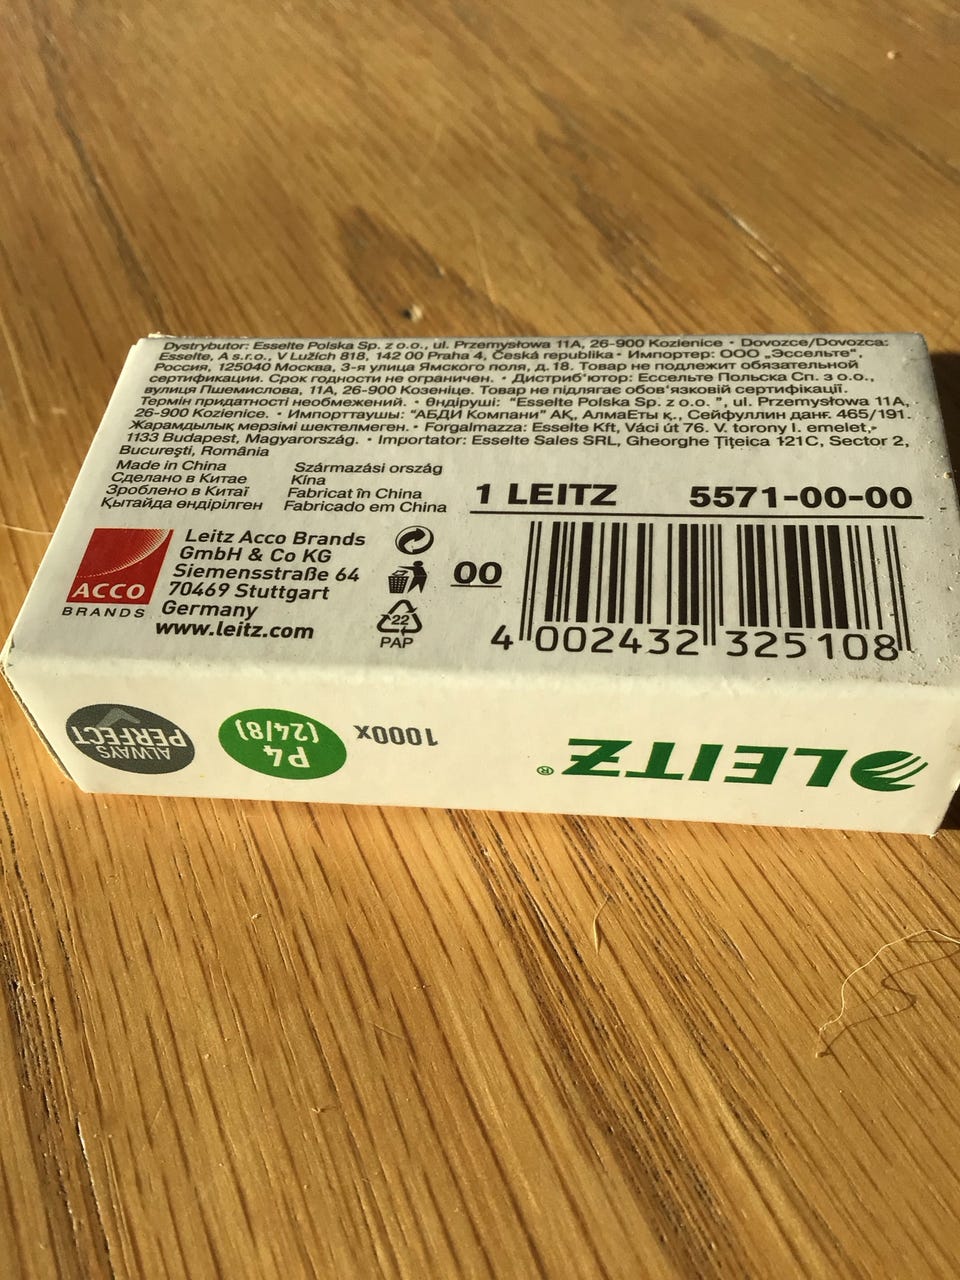 Dystrybutor: Esselte Polska Sp. z o.o., ul. Przemysłowa 11A, 26-900 Kozienice • Dovozce/Dovozca:
Esselte, A s.r.o., V Lužích 818, 142 00 Praha 4, Česká republika • Импортер: ООО „Эссельте",
Россия, 125040 Москва, 3-я улица Ямского поля, д. 18. Товар не подлежит обязательной
сертификации. Срок годности не ограничен. • Дистриб'ютор: Ессельте Польска Сп. з о.о.,
вулиця Пшемислова, 11A, 26-900 Козеніце. Товар не підлягає обов'язковій сертифікації.
Термін придатності необмежений. • Өндіруші: "Esselte Polska Sp. z o.o. ", ul. Przemysłowa 11A,
26-900 Kozienice. • Импорттаушы: "АБДИ Компани" АҚ, АлмаЕты қ., Сейфуллин данғ. 465/191.
Жарамдылық мерзімі шектелмеген. • Forgalmazza: Esselte Kft, Váci út 76. V. torony I. emelet,
1133 Budapest, Magyarország. • Importator: Esselte Sales SRL, Gheorghe Țițeica 121C, Sector 2,
București, România
Made in China
Сделано в Китае
Зроблено в Китаї
Қытайда өндірілген
Származási ország
Kína
Fabricat în China
Fabricado em China
1 LEITZ 5571-00-00
ACCO
BRANDS
Leitz Acco Brands
GmbH & Co KG
Siemensstraße 64
70469 Stuttgart
Germany
www.leitz.com
22
PAP
00
4 002432 325108
ALWAYS
PERFECT
P4
(24/8)
1000x
LEITZ®